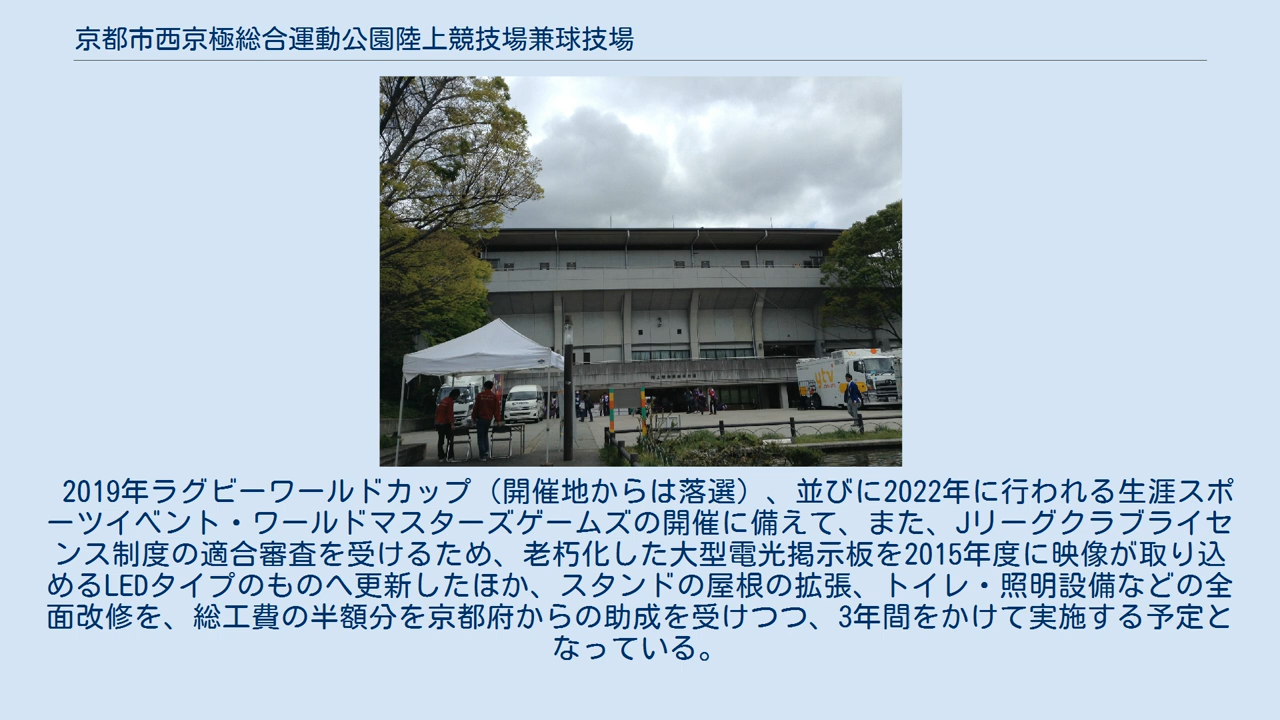 京都市西京極総合運動公園陸上競技場兼球技場
ytv
2019年ラグビーワールドカップ（開催地からは落選）、並びに2022年に行われる生涯スポ
ーツイベント・ワールドマスターズゲームズの開催に備えて、また、Jリーグクラブライセ
ンス制度の適合審査を受けるため、老朽化した大型電光掲示板を2015年度に映像が取り込
めるLEDタイプのものへ更新したほか、スタンドの屋根の拡張、トイレ・照明設備などの全
面改修を、総工費の半額分を京都府からの助成を受けつつ、3年間をかけて実施する予定と
なっている。